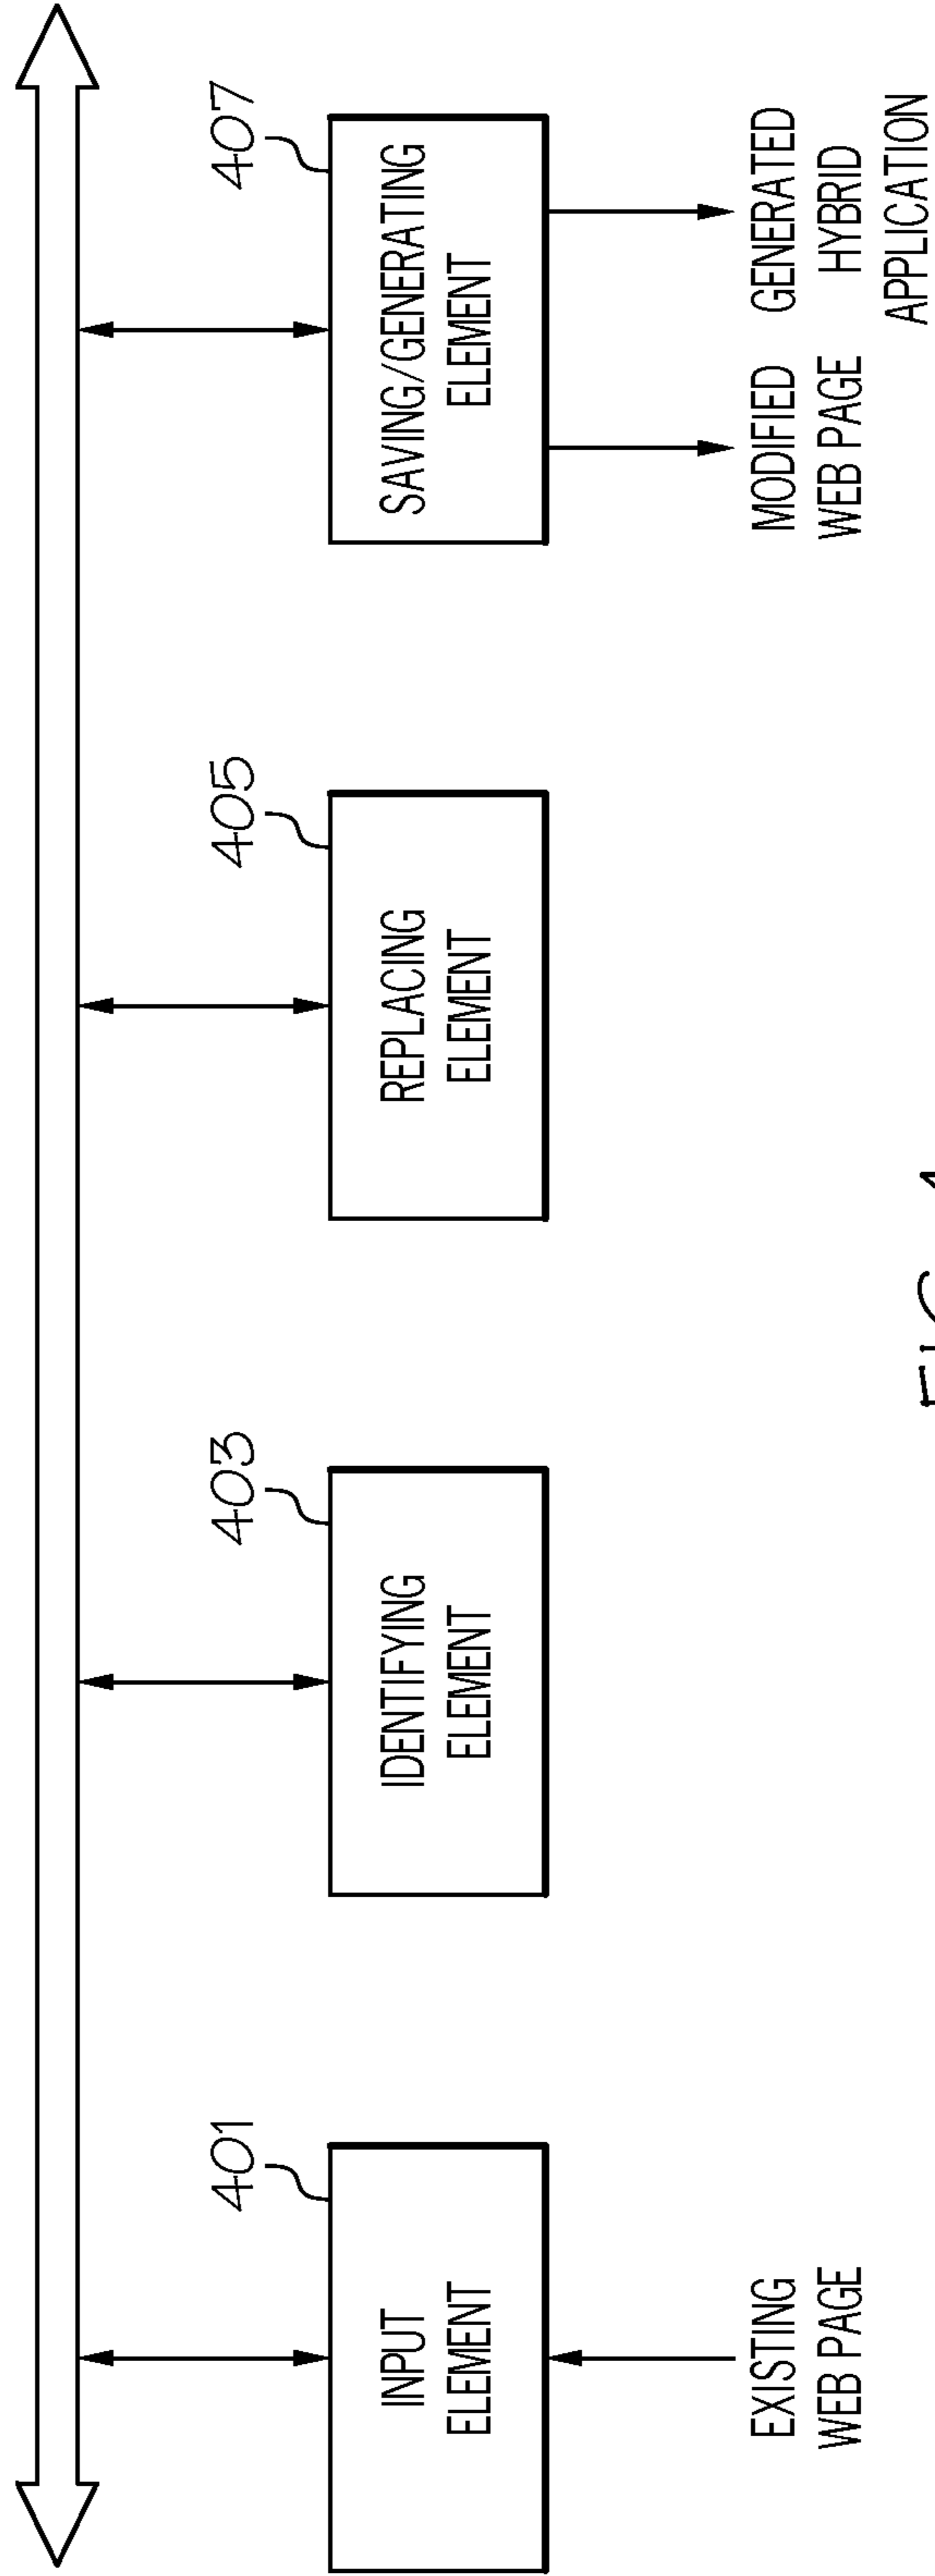 401
403
405
407
INPUT
ELEMENT
IDENTIFYING
ELEMENT
REPLACING
ELEMENT
SAVING/GENERATING
ELEMENT
EXISTING
WEB PAGE
MODIFIED
WEB PAGE
GENERATED
HYBRID
APPLICATION